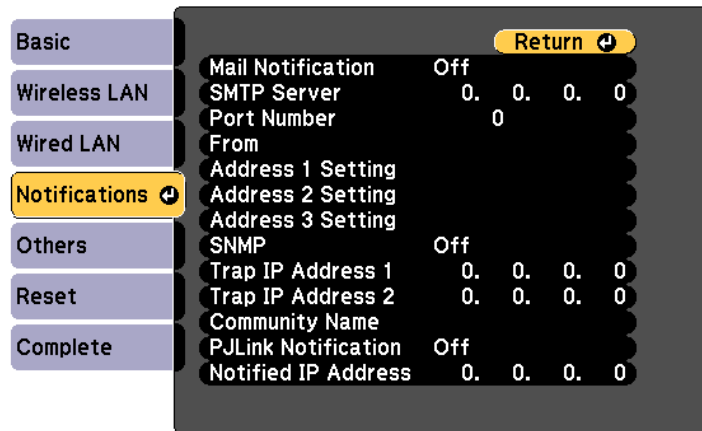 Basic
Wireless LAN
Wired LAN
Notifications
Others
Reset
Complete
Return
Mail Notification Off
SMTP Server 0. 0. 0. 0
Port Number 0
From
Address 1 Setting
Address 2 Setting
Address 3 Setting
SNMP Off
Trap IP Address 1 0. 0. 0. 0
Trap IP Address 2 0. 0. 0. 0
Community Name
PJLink Notification Off
Notified IP Address 0. 0. 0. 0